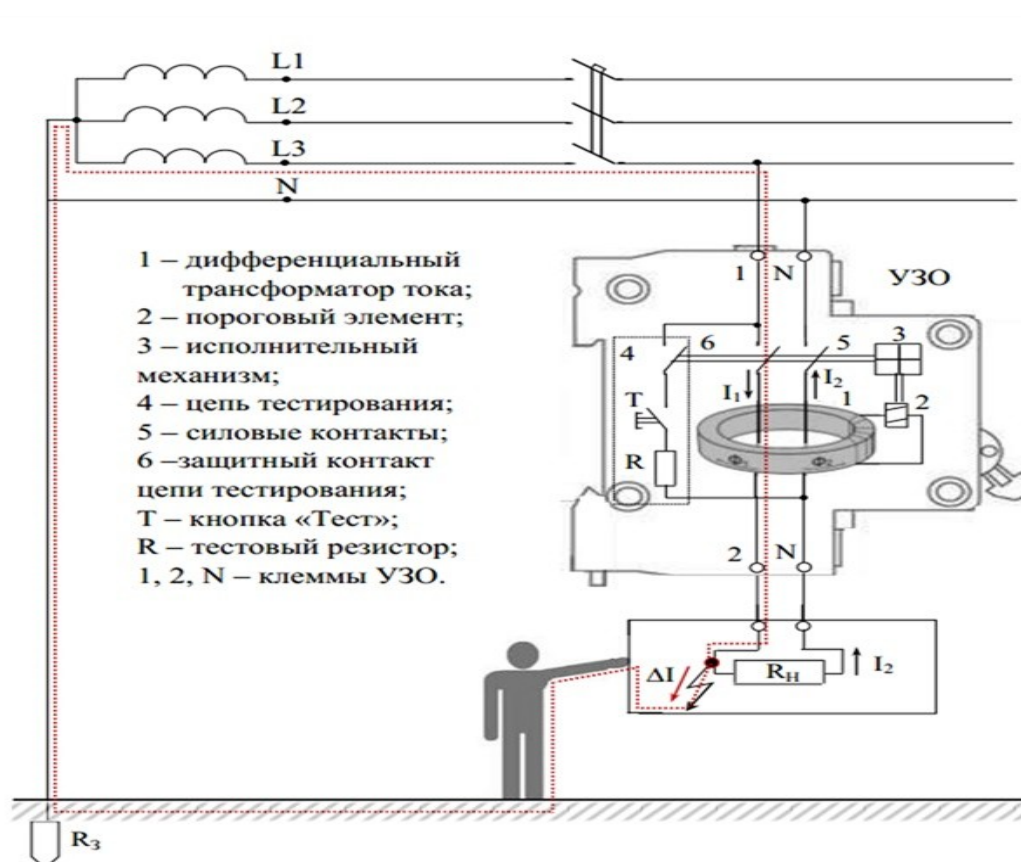 L1
L2
L3
N
1 – дифференциальный
трансформатор тока;
2 – пороговый элемент;
3 – исполнительный
механизм;
4 – цепь тестирования;
5 – силовые контакты;
6 –защитный контакт
цепи тестирования;
Т – кнопка «Тест»;
R – тестовый резистор;
1, 2, N – клеммы УЗО.
1 N
УЗО
4
6
5
3
I1
I2
1
2
T
R
Ф1
Ф2
2 N
ΔI
RН
I2
RЗ